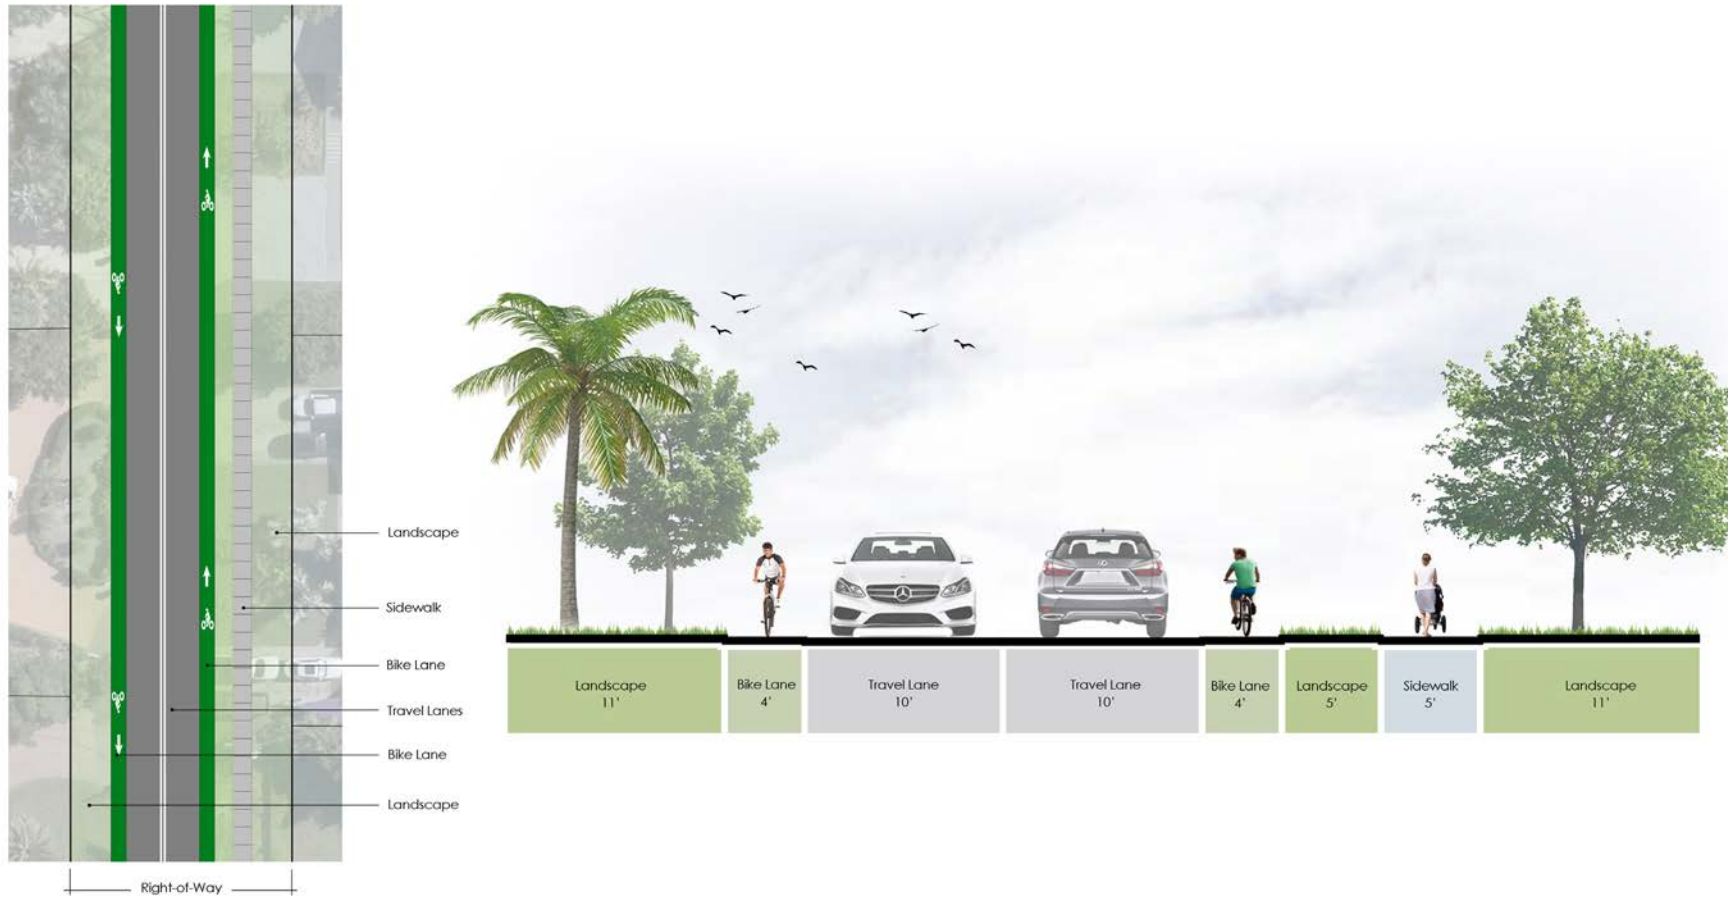 Landscape
Sidewalk
Bike Lane
Travel Lanes
Bike Lane
Landscape
Right-of-Way
Landscape
11'
Bike Lane
4'
Travel Lane
10'
Travel Lane
10'
Bike Lane
4'
Landscape
5'
Sidewalk
5'
Landscape
11'